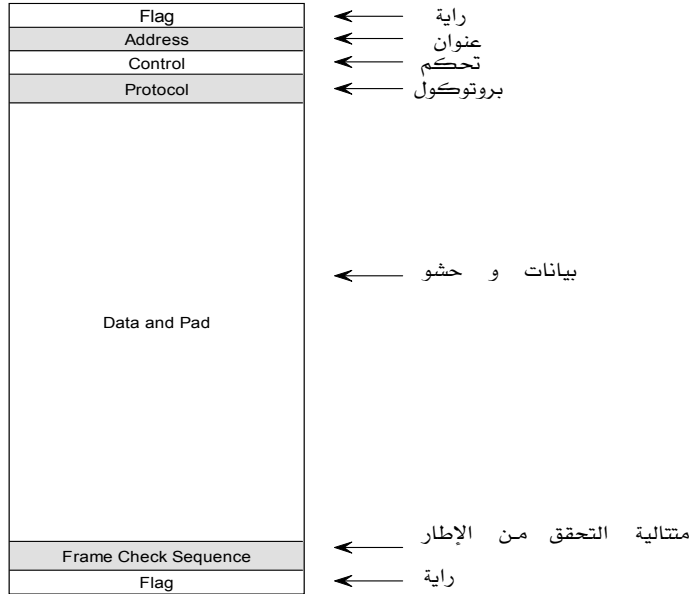 Flag
راية
Address
عنوان
Control
تحكم
Protocol
بروتوكول
Data and Pad
بيانات و حشو
متتالية التحقق من الإطار
Frame Check Sequence
Flag
راية